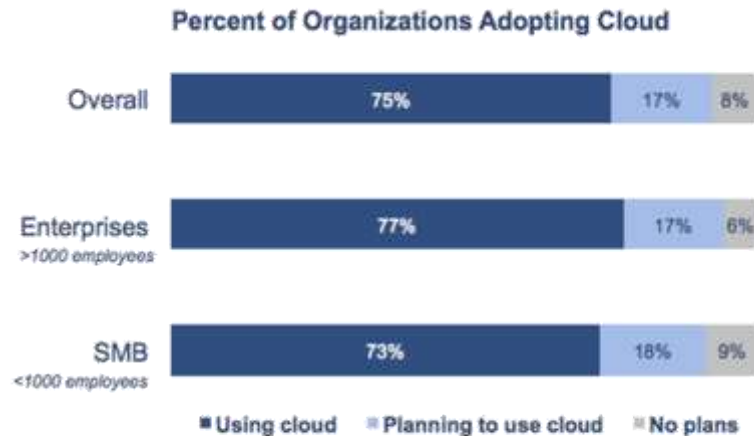 Percent of Organizations Adopting Cloud
Overall 75% 17% 8%
Enterprises 77% 17% 6%
>1000 employees
SMB 73% 18% 9%
<1000 employees
Using cloud Planning to use cloud No plans